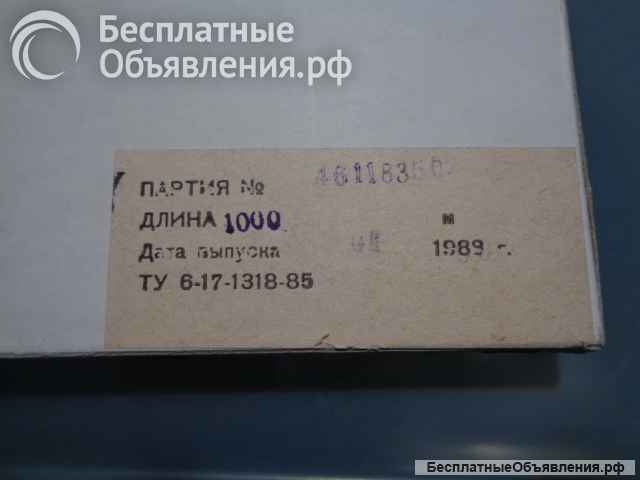 Бесплатные
Объявления.рф
ПАРТИЯ №
ДЛИНА 1000 м
Дата выпуска 1989 г.
ТУ 6-17-1318-85
БесплатныеОбъявления.рф